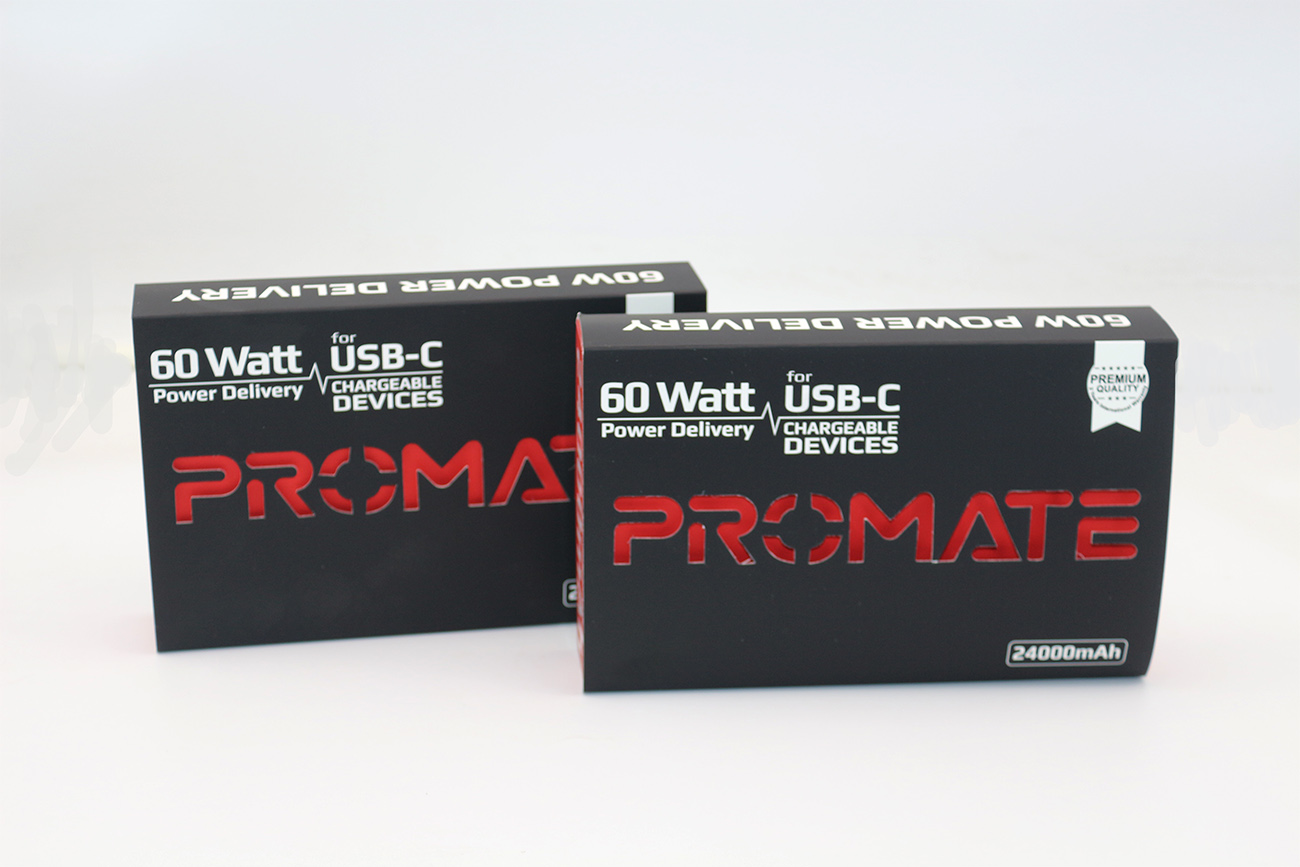 60W POWER DELIVERY
60 Watt
Power Delivery
for
USB-C
CHARGEABLE
DEVICES
PROMAT
60W POWER DELIVERY
60 Watt
Power Delivery
for
USB-C
CHARGEABLE
DEVICES
PREMIUM
QUALITY
PROMATE
24000mAh